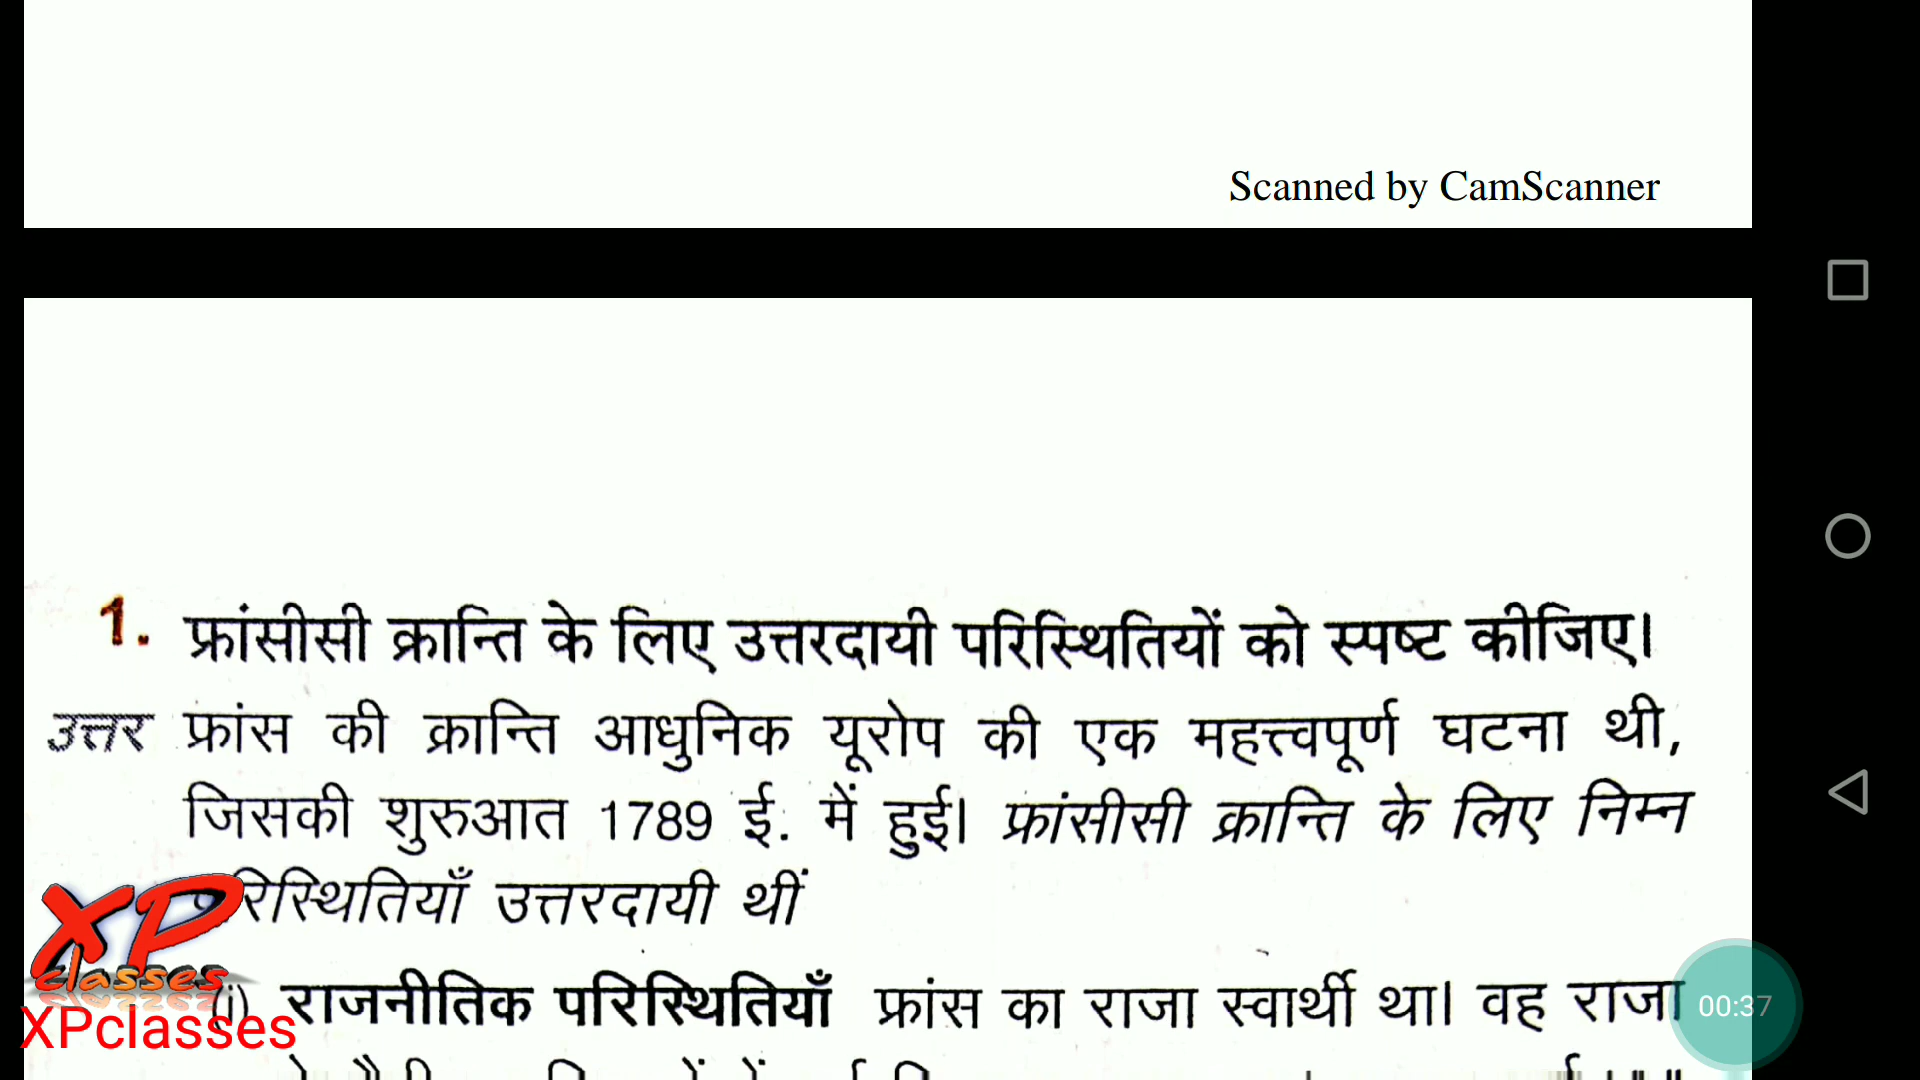 Scanned by CamScanner
1. फ्रांसीसी क्रान्ति के लिए उत्तरदायी परिस्थितियों को स्पष्ट कीजिए।
उत्तर फ्रांस की क्रान्ति आधुनिक यूरोप की एक महत्त्वपूर्ण घटना थी,
जिसकी शुरुआत 1789 ई. में हुई। फ्रांसीसी क्रान्ति के लिए निम्न
परिस्थितियाँ उत्तरदायी थीं
XP
classes
(i) राजनीतिक परिस्थितियाँ फ्रांस का राजा स्वार्थी था। वह राजा
XPclasses
00:37